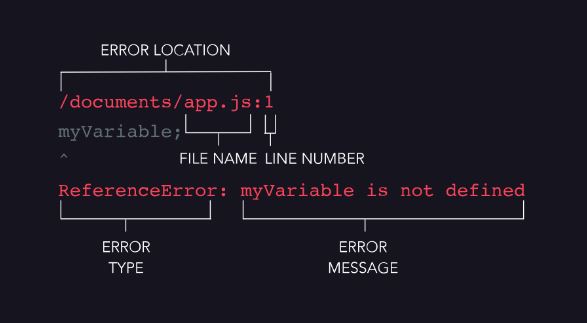 ERROR LOCATION
/documents/app.js:1
myVariable;
^
FILE NAME LINE NUMBER
ReferenceError: myVariable is not defined
ERROR TYPE
ERROR MESSAGE